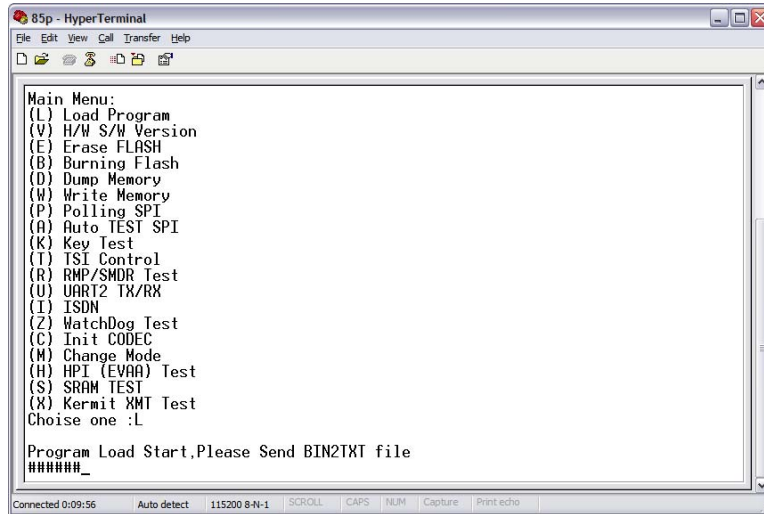 85p - HyperTerminal
File Edit View Call Transfer Help
Main Menu:
(L) Load Program
(V) H/W S/W Version
(E) Erase FLASH
(B) Burning Flash
(D) Dump Memory
(W) Write Memory
(P) Polling SPI
(A) Auto TEST SPI
(K) Key Test
(T) TSI Control
(R) RMP/SMDR Test
(U) UART2 TX/RX
(I) ISDN
(Z) WatchDog Test
(C) Init CODEC
(M) Change Mode
(H) HPI (EVAA) Test
(S) SRAM TEST
(X) Kermit XMT Test
Choise one :L
Program Load Start,Please Send BIN2TXT file
######_
Connected 0:09:56 Auto detect 115200 8-N-1 SCROLL CAPS NUM Capture Print echo